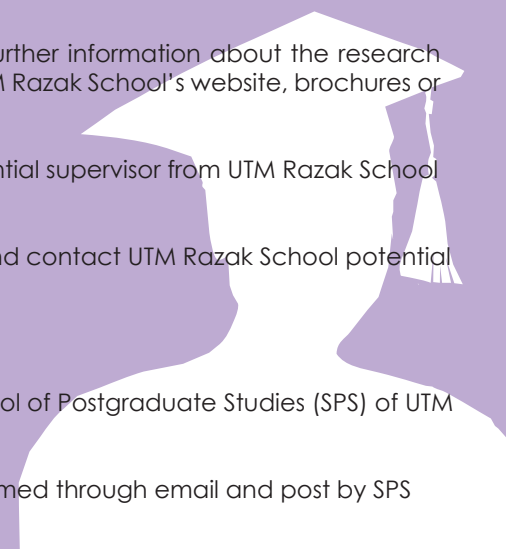 urther information about the research
M Razak School's website, brochures or
ntial supervisor from UTM Razak School
nd contact UTM Razak School potential
ol of Postgraduate Studies (SPS) of UTM
med through email and post by SPS